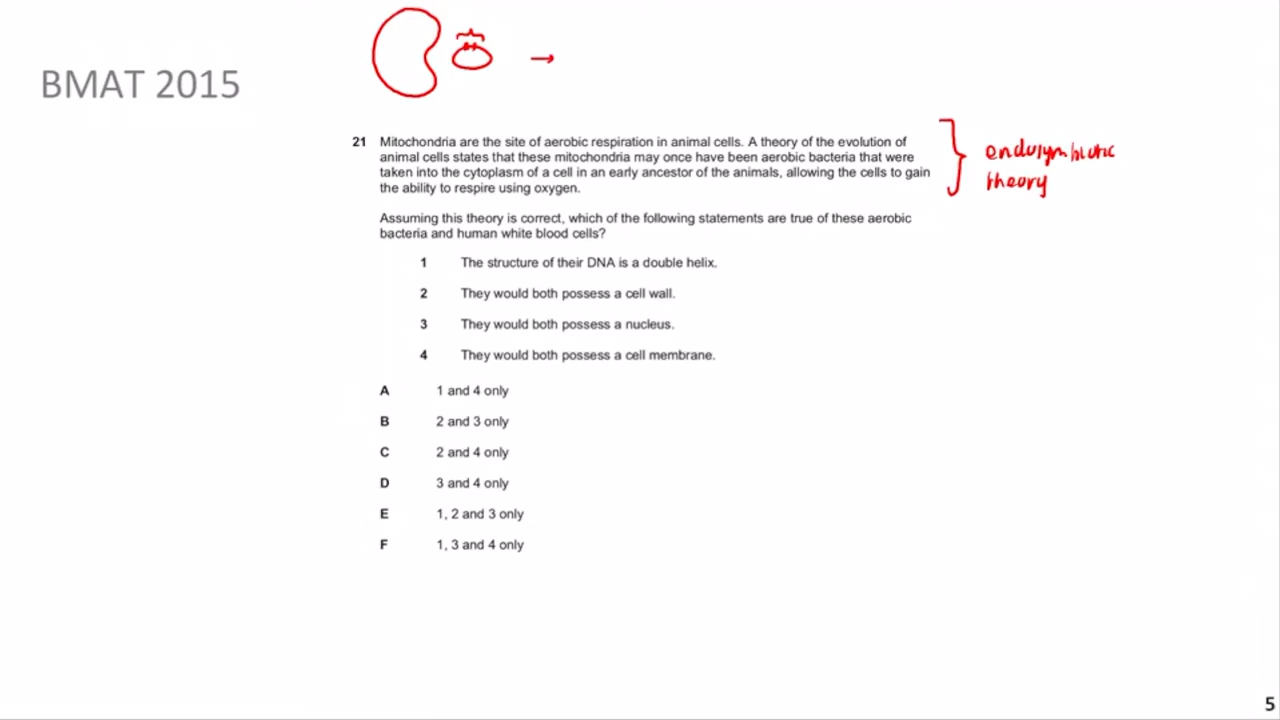 BMAT 2015
21 Mitochondria are the site of aerobic respiration in animal cells. A theory of the evolution of
animal cells states that these mitochondria may once have been aerobic bacteria that were
taken into the cytoplasm of a cell in an early ancestor of the animals, allowing the cells to gain
the ability to respire using oxygen.
endosymbiotic
theory
Assuming this theory is correct, which of the following statements are true of these aerobic
bacteria and human white blood cells?
1 The structure of their DNA is a double helix.
2 They would both possess a cell wall.
3 They would both possess a nucleus.
4 They would both possess a cell membrane.
A 1 and 4 only
B 2 and 3 only
C 2 and 4 only
D 3 and 4 only
E 1, 2 and 3 only
F 1, 3 and 4 only
5